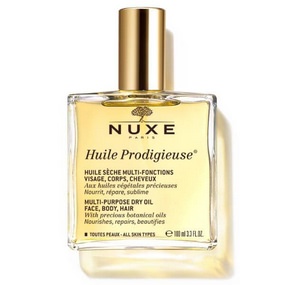 NUXE
PARIS
Huile Prodigieuse®
HUILE SÈCHE MULTI-FONCTIONS
VISAGE, CORPS, CHEVEUX
Aux huiles végétales précieuses
Nourrit, répare, sublime
MULTI-PURPOSE DRY OIL
FACE, BODY, HAIR
With precious botanical oils
Nourishes, repairs, beautifies
TOUTES PEAUX - ALL SKIN TYPES
100 ml 3.3 fl.oz.